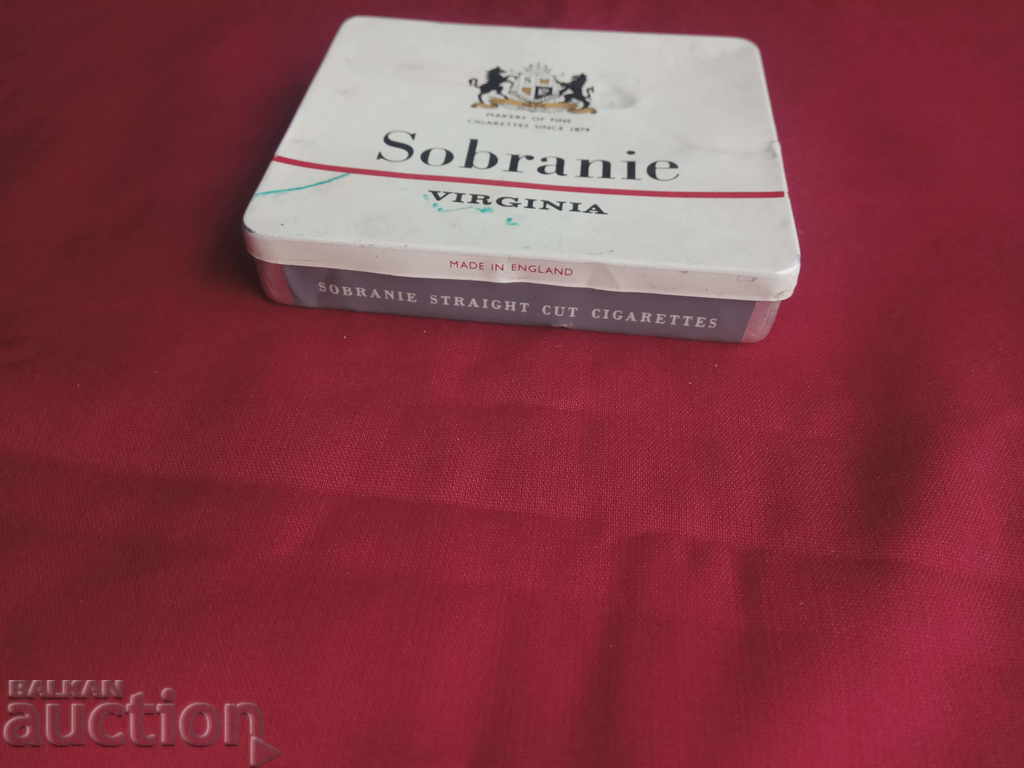 MAKERS OF FINE
CIGARETTES SINCE 1879
Sobranie
VIRGINIA
MADE IN ENGLAND
SOBRANIE STRAIGHT CUT CIGARETTES
BALKAN
auction